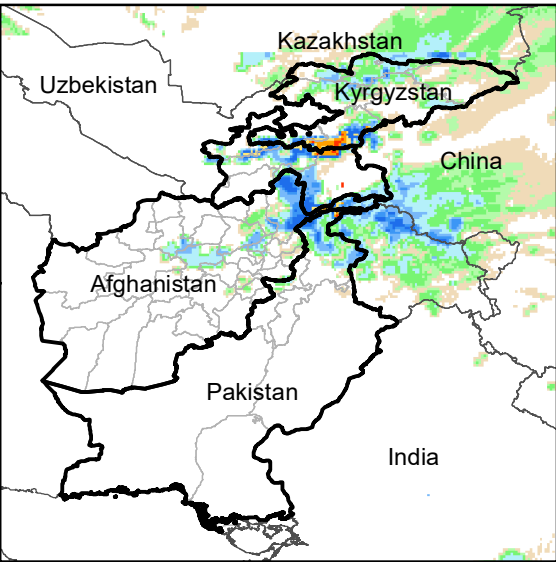 Kazakhstan
Uzbekistan
Kyrgyzstan
China
Afghanistan
Pakistan
India